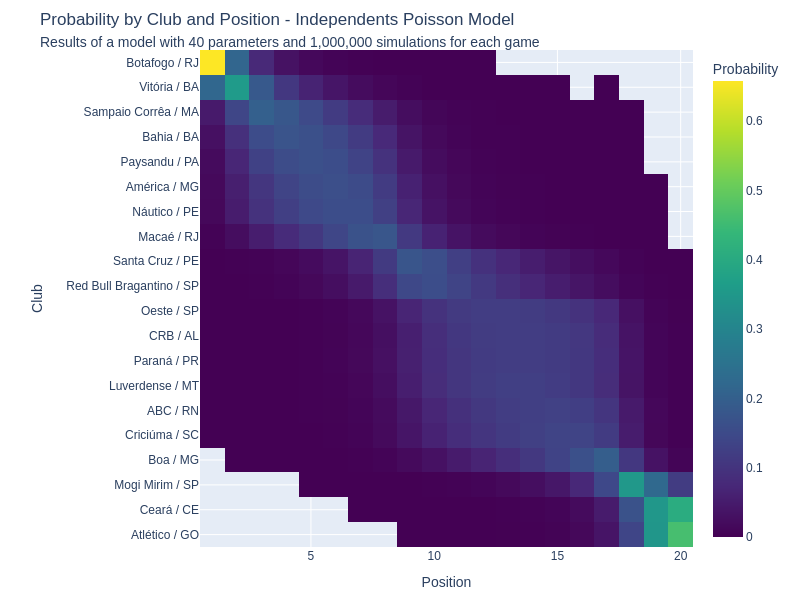 Probability by Club and Position - Independents Poisson Model
Results of a model with 40 parameters and 1,000,000 simulations for each game
Probability
Club
Botafogo / RJ
Vitória / BA
Sampaio Corrêa / MA
Bahia / BA
Paysandu / PA
América / MG
Náutico / PE
Macaé / RJ
Santa Cruz / PE
Red Bull Bragantino / SP
Oeste / SP
CRB / AL
Paraná / PR
Luverdense / MT
ABC / RN
Criciúma / SC
Boa / MG
Mogi Mirim / SP
Ceará / CE
Atlético / GO
5
10
15
20
Position
0.6
0.5
0.4
0.3
0.2
0.1
0